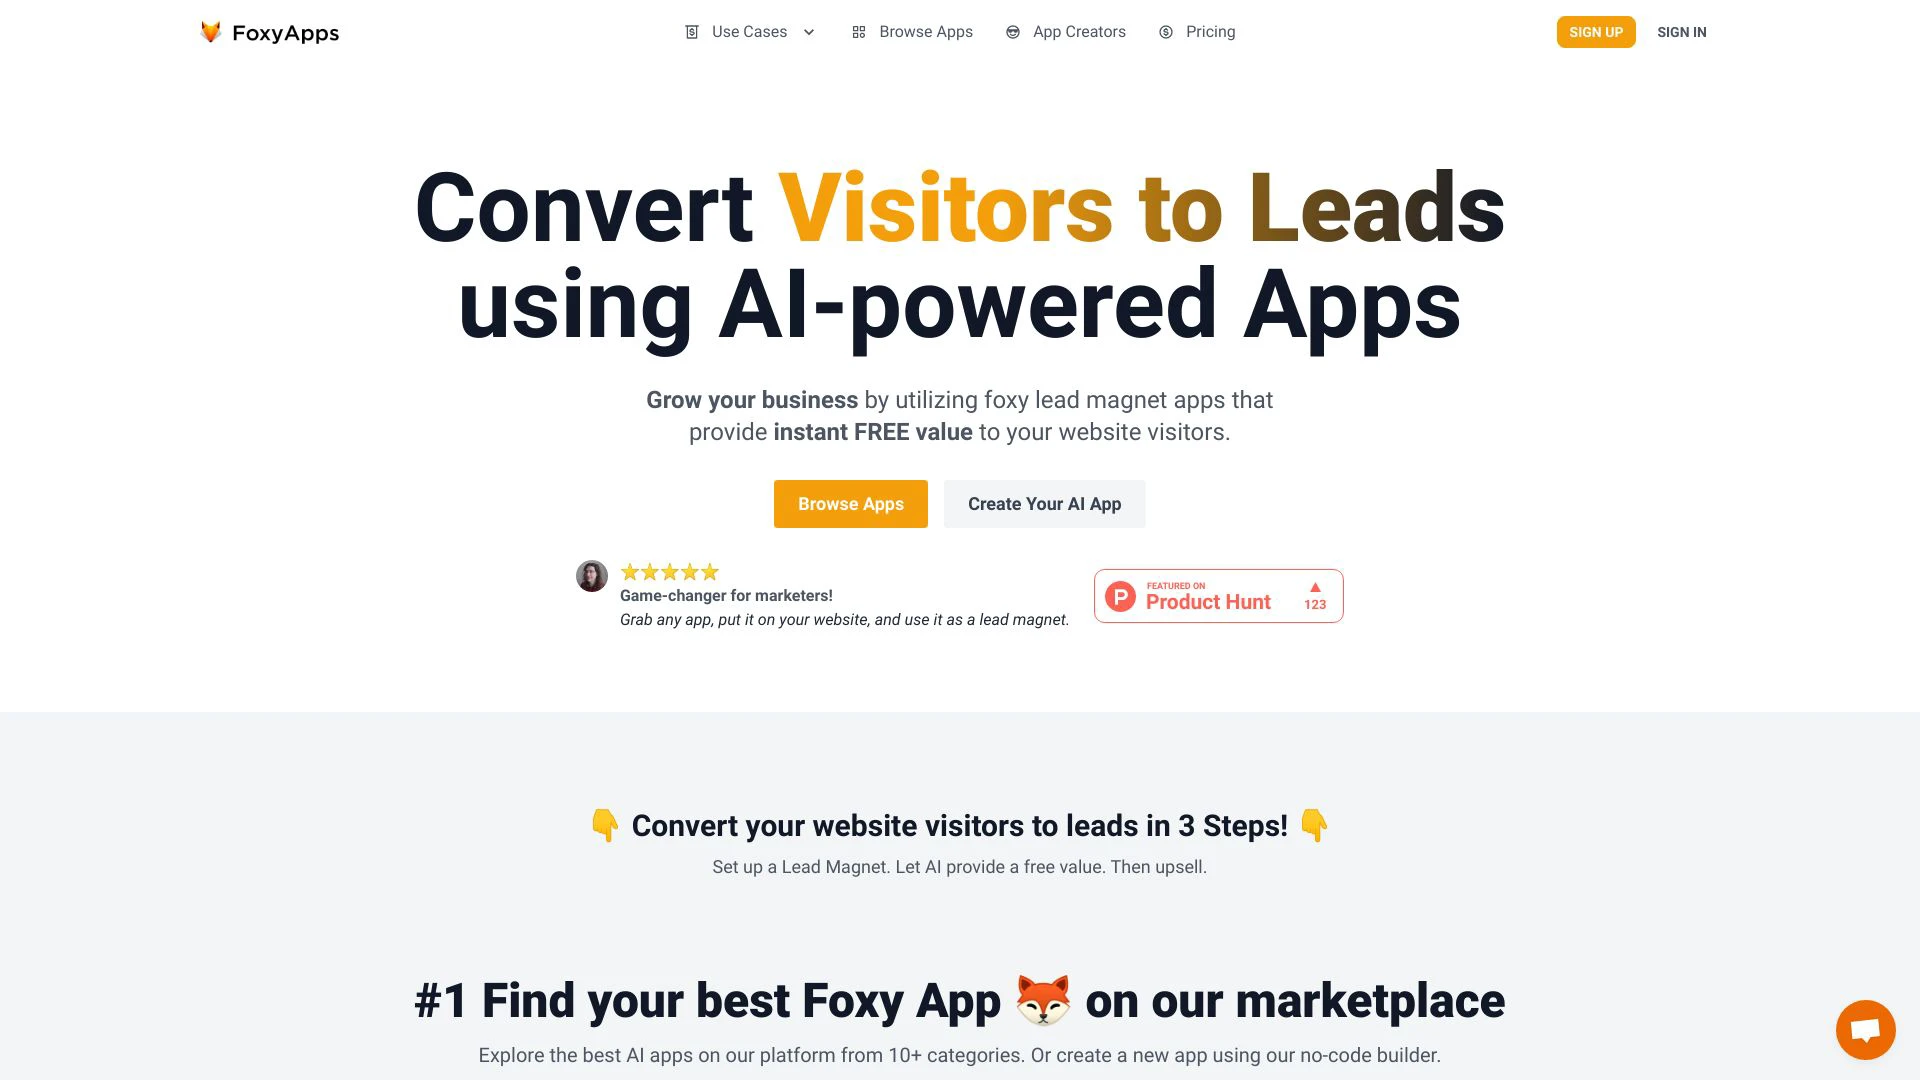 FoxyApps
Use Cases
Browse Apps
App Creators
Pricing
SIGN UP
SIGN IN
Convert Visitors to Leads
using AI-powered Apps
Grow your business by utilizing foxy lead magnet apps that
provide instant FREE value to your website visitors.
Browse Apps
Create Your AI App
Game-changer for marketers!
Grab any app, put it on your website, and use it as a lead magnet.
P
FEATURED ON
Product Hunt
123
👇 Convert your website visitors to leads in 3 Steps! 👇
Set up a Lead Magnet. Let AI provide a free value. Then upsell.
#1 Find your best Foxy App 🦊 on our marketplace
Explore the best AI apps on our platform from 10+ categories. Or create a new app using our no-code builder.